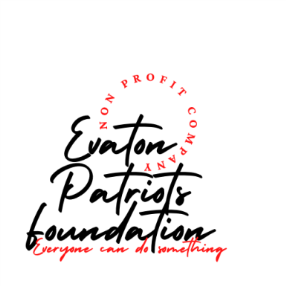 NON PROFIT COMPANY
Evaton
Patriots
foundation
Everyone can do something